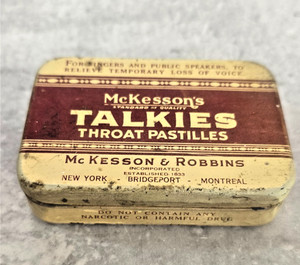 FOR SINGERS AND PUBLIC SPEAKERS, TO
RELIEVE TEMPORARY LOSS OF VOICE
McKesson's
STANDARD OF QUALITY
TALKIES
THROAT PASTILLES
MCKESSON & ROBBINS
INCORPORATED
ESTABLISHED 1833
NEW YORK - BRIDGEPORT - MONTREAL
DO NOT CONTAIN ANY
NARCOTIC OR HARMFUL DRUG